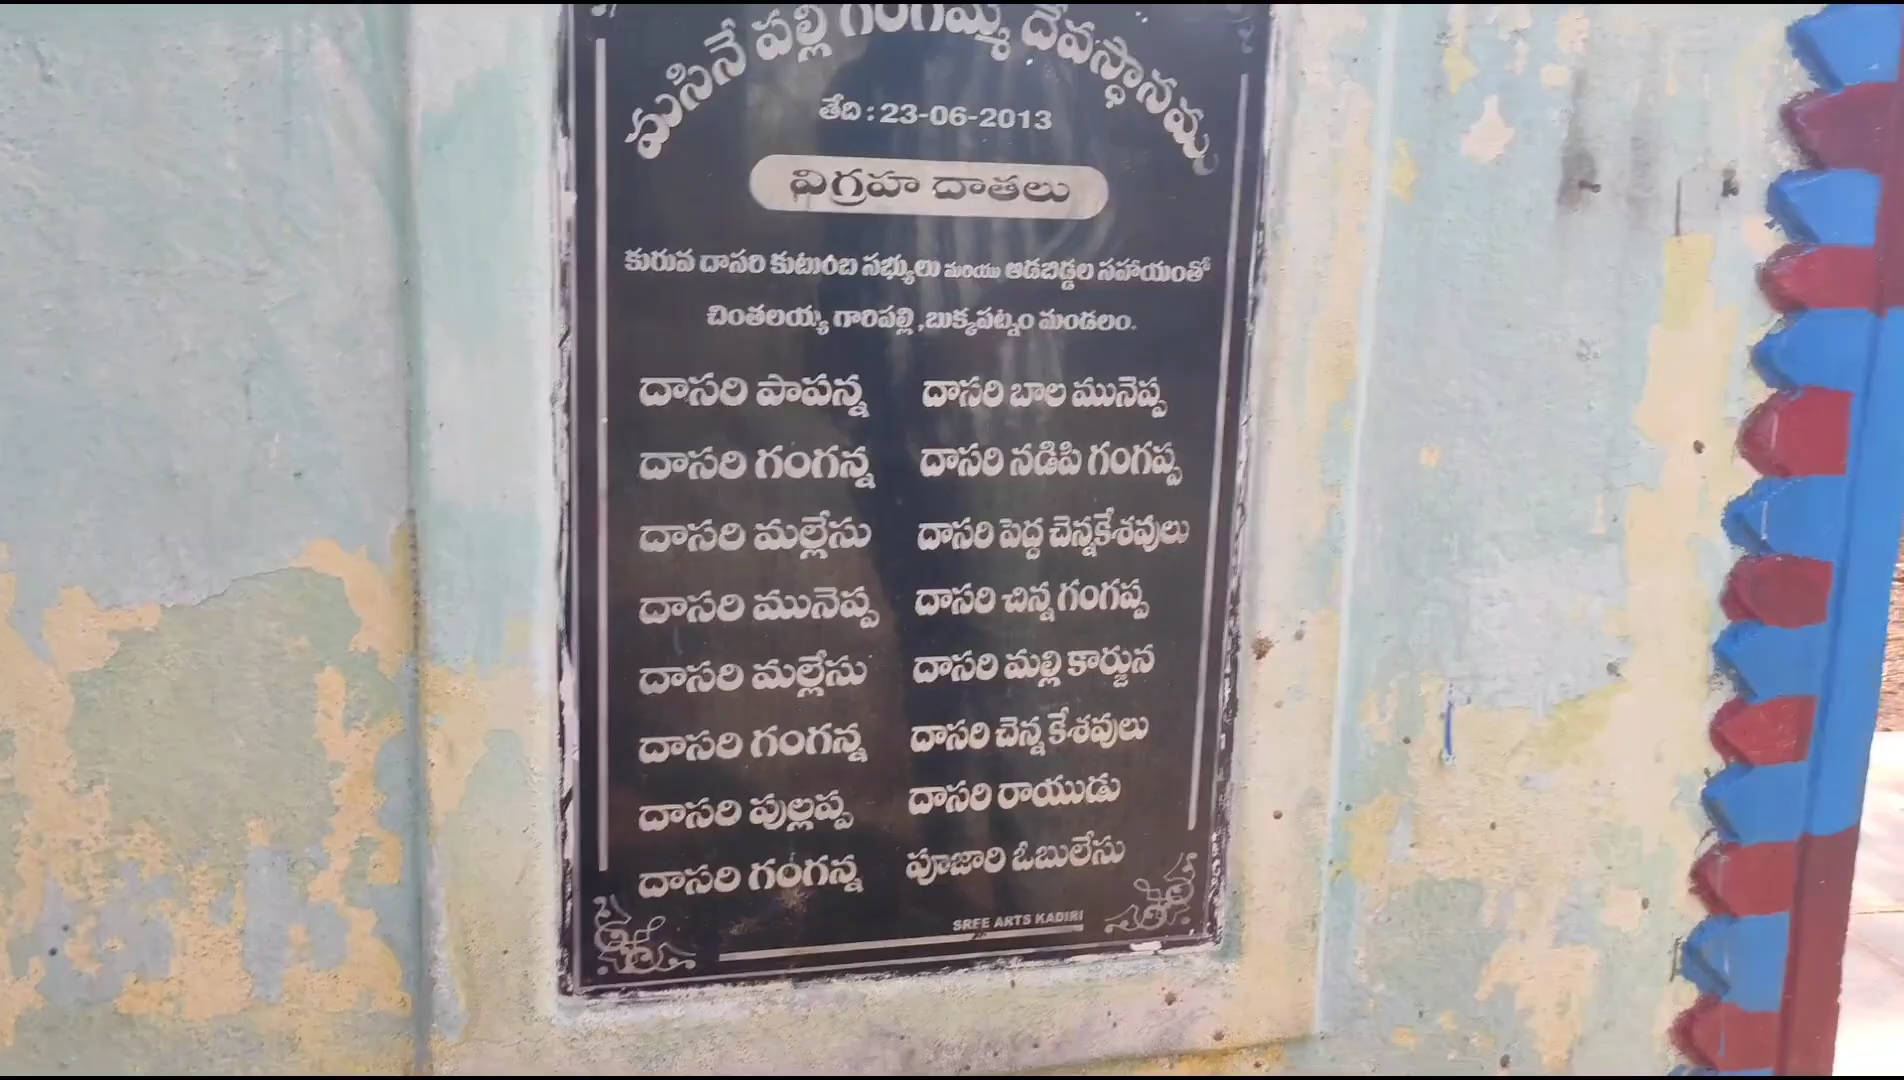 పల్లి గంగమ్మ దేవస్థానము
తేది : 23-06-2013
విగ్రహ దాతలు
కురువ దాసరి కుటుంబ సభ్యులు మరియు ఆడబిడ్డల సహాయంతో
చింతలయ్య గారిపల్లి, బుక్కపట్నం మండలం.
దాసరి పాపన్న దాసరి బాల మునెప్ప
దాసరి గంగన్న దాసరి నడిపి గంగప్ప
దాసరి మల్లేసు దాసరి పెద్ద చెన్నకేశవులు
దాసరి మునెప్ప దాసరి చిన్న గంగప్ప
దాసరి మల్లేసు దాసరి మల్లి కార్జున
దాసరి గంగన్న దాసరి చెన్న కేశవులు
దాసరి పుల్లప్ప దాసరి రాయుడు
దాసరి గంగన్న పూజారి ఓబులేసు
SREE ARTS KADIRI